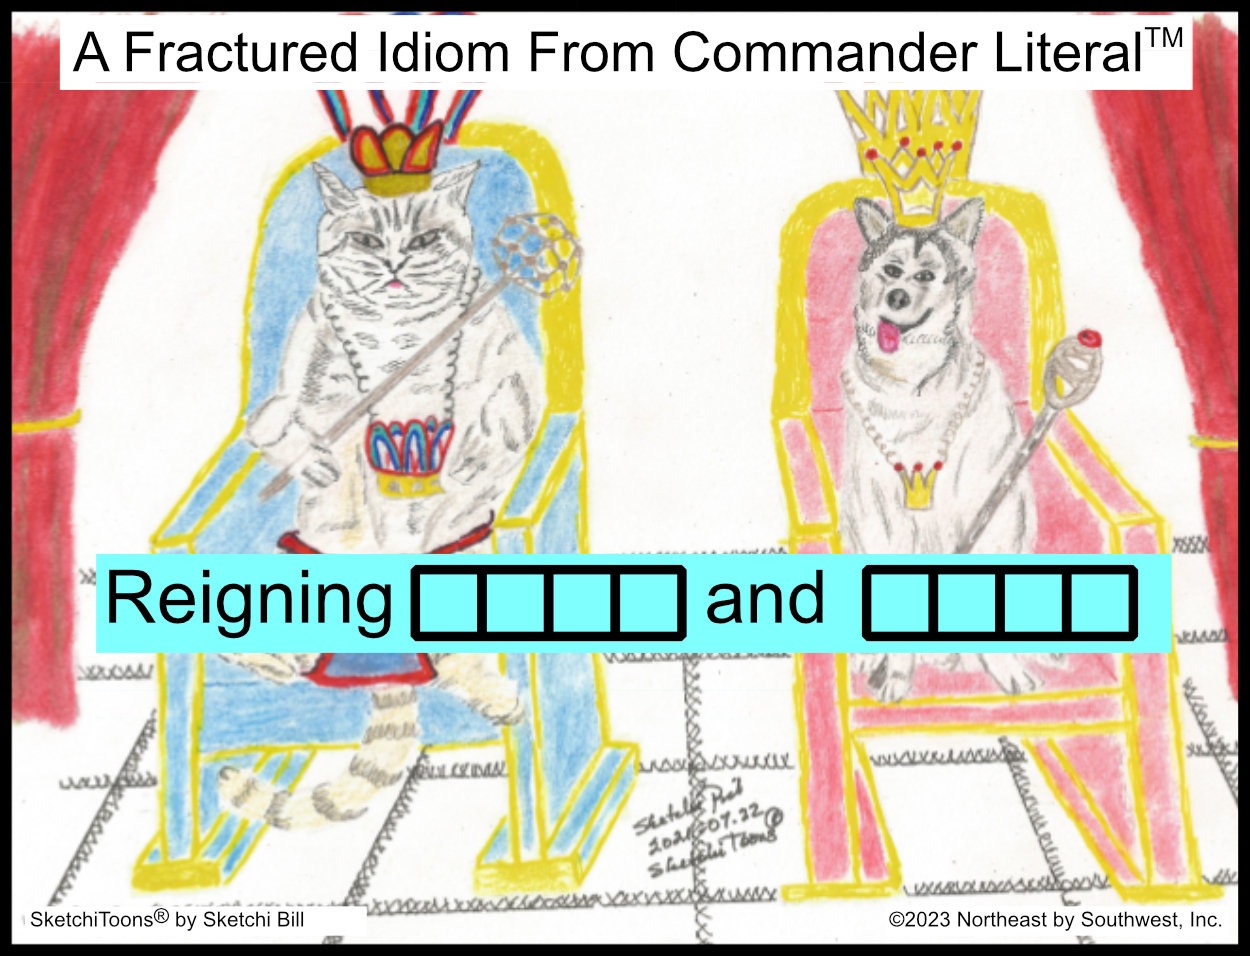 A Fractured Idiom From Commander Literal™
Reigning and
Sketchi
2021.07.22 ®
SketchiToons
SketchiToons® by Sketchi Bill
©2023 Northeast by Southwest, Inc.